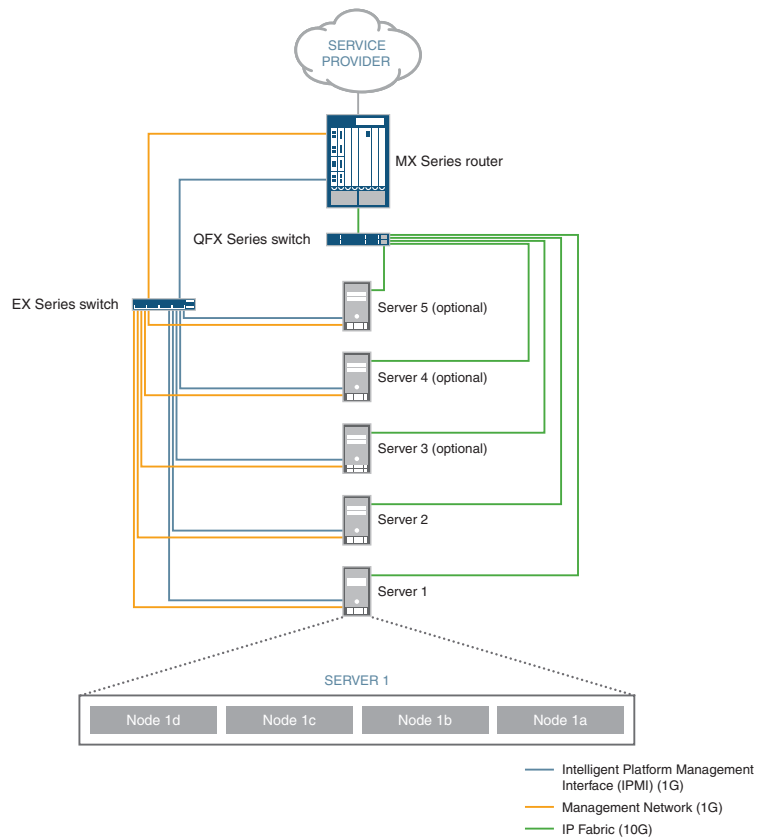 SERVICE
PROVIDER
MX Series router
QFX Series switch
EX Series switch
Server 5 (optional)
Server 4 (optional)
Server 3 (optional)
Server 2
Server 1
SERVER 1
Node 1d
Node 1c
Node 1b
Node 1a
Intelligent Platform Management
Interface (IPMI) (1G)
Management Network (1G)
IP Fabric (10G)